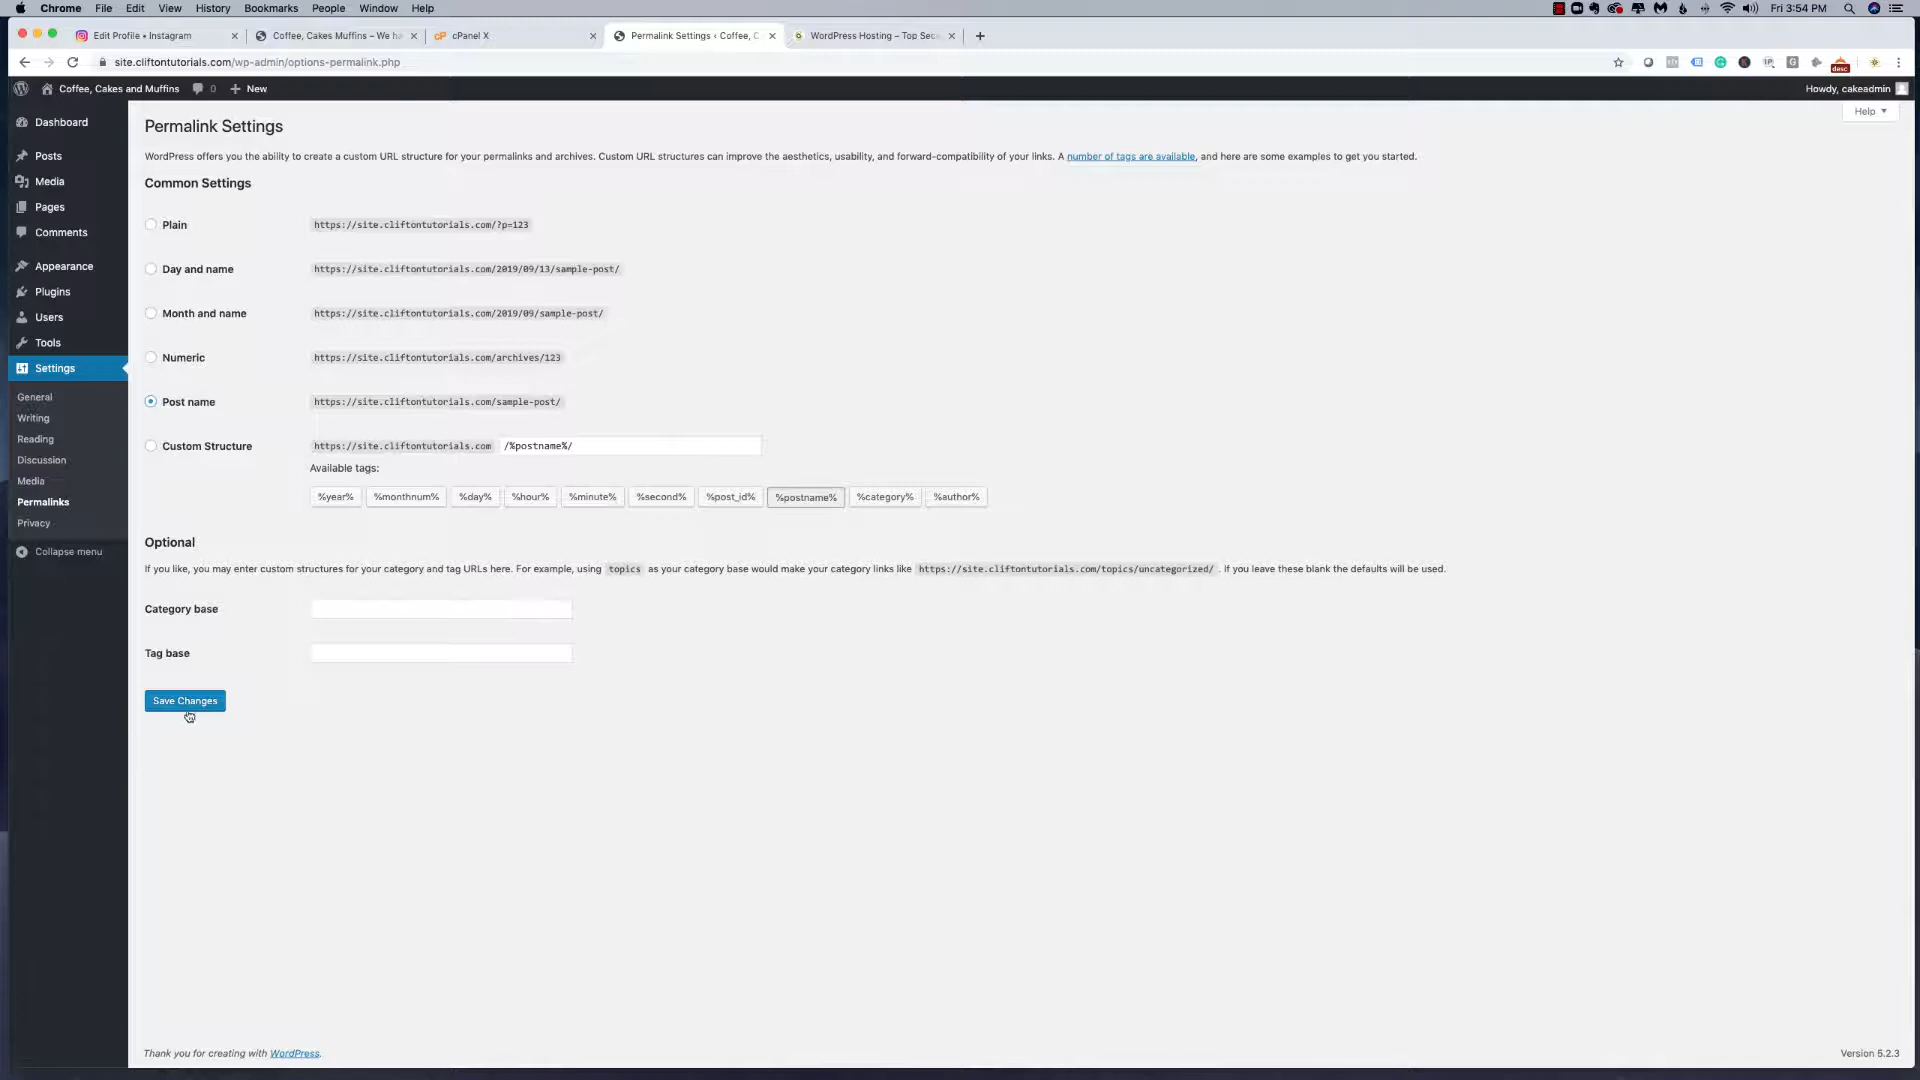 Chrome File Edit View History Bookmarks People Window Help Fri 3:54 PM
Edit Profile • Instagram
Coffee, Cakes Muffins – We ha
cPanel X
Permalink Settings ‹ Coffee, C
WordPress Hosting – Top Sec
site.cliftontutorials.com/wp-admin/options-permalink.php
desc
Coffee, Cakes and Muffins 0 New Howdy, cakeadmin
Help
Dashboard
Posts
Media
Pages
Comments
Appearance
Plugins
Users
Tools
Settings
General
Writing
Reading
Discussion
Media
Permalinks
Privacy
Collapse menu
Permalink Settings
WordPress offers you the ability to create a custom URL structure for your permalinks and archives. Custom URL structures can improve the aesthetics, usability, and forward-compatibility of your links. A number of tags are available, and here are some examples to get you started.
Common Settings
Plain https://site.cliftontutorials.com/?p=123
Day and name https://site.cliftontutorials.com/2019/09/13/sample-post/
Month and name https://site.cliftontutorials.com/2019/09/sample-post/
Numeric https://site.cliftontutorials.com/archives/123
Post name https://site.cliftontutorials.com/sample-post/
Custom Structure https://site.cliftontutorials.com /%postname%/
Available tags:
%year% %monthnum% %day% %hour% %minute% %second% %post_id% %postname% %category% %author%
Optional
If you like, you may enter custom structures for your category and tag URLs here. For example, using topics as your category base would make your category links like https://site.cliftontutorials.com/topics/uncategorized/ . If you leave these blank the defaults will be used.
Category base
Tag base
Save Changes
Thank you for creating with WordPress.
Version 5.2.3